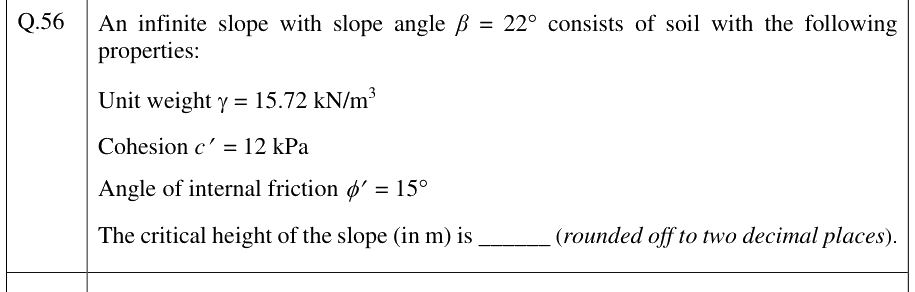 Q.56 An infinite slope with slope angle β = 22° consists of soil with the following
properties:
Unit weight γ = 15.72 kN/m³
Cohesion c′ = 12 kPa
Angle of internal friction ϕ′ = 15°
The critical height of the slope (in m) is ______ (rounded off to two decimal places).